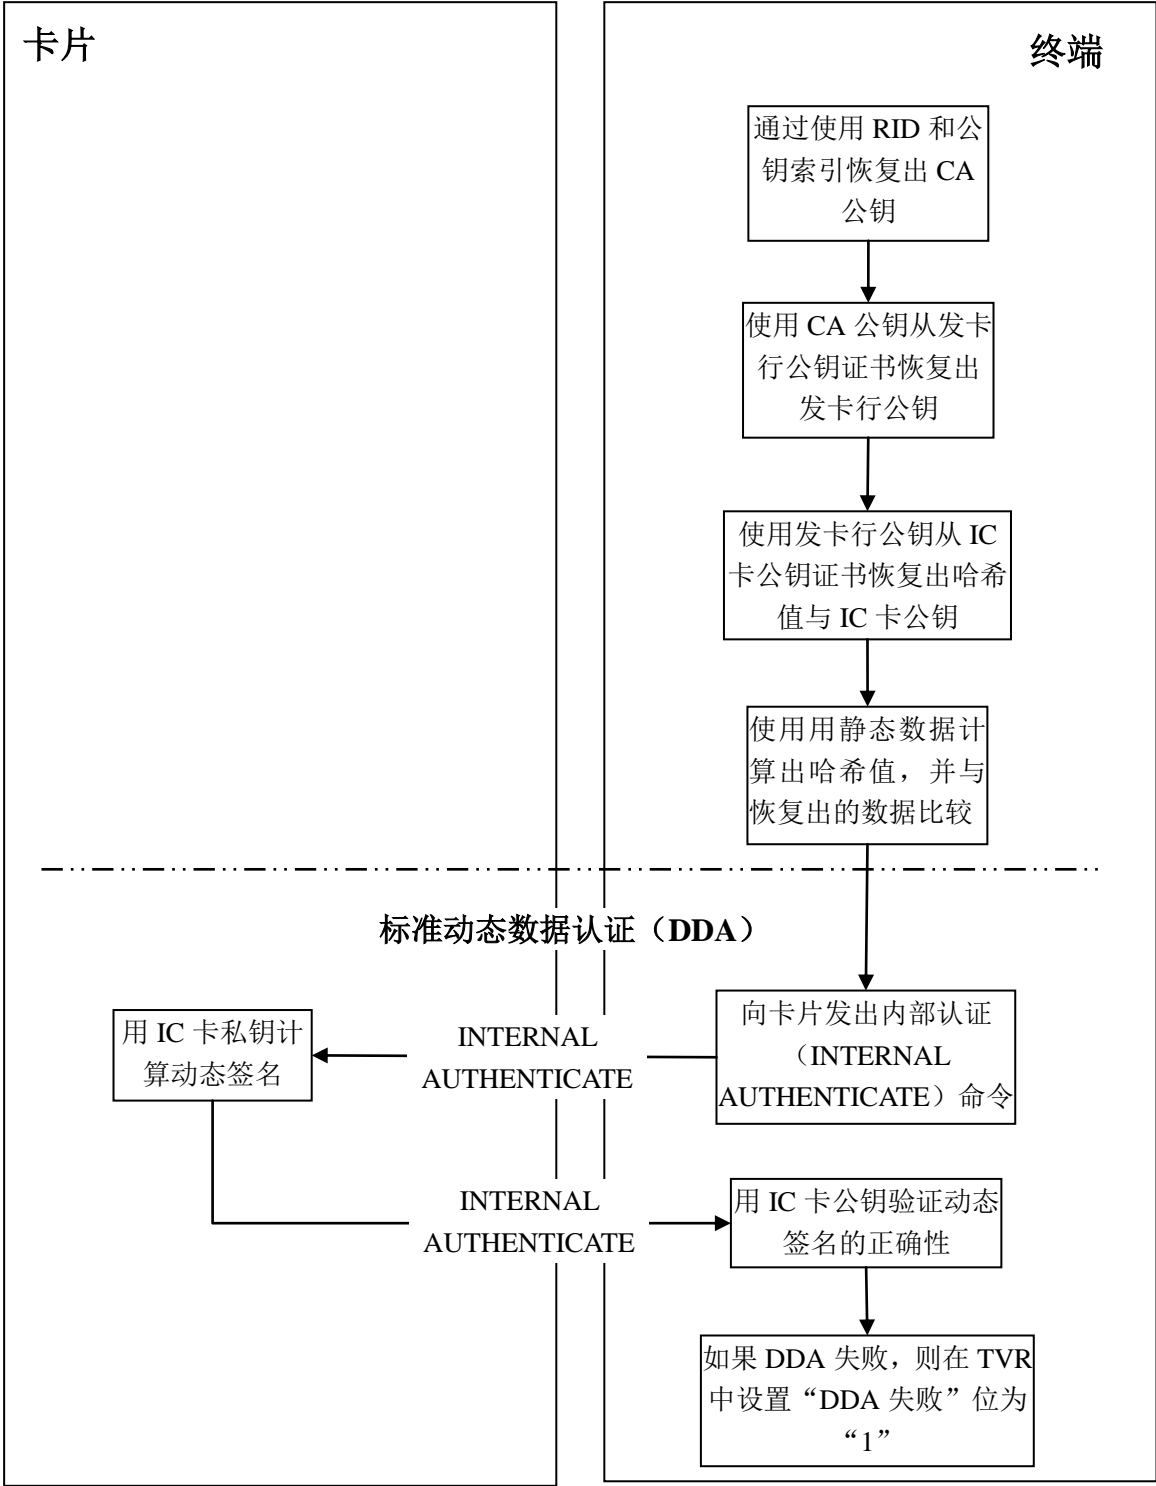 卡片
终端
通过使用 RID 和公
钥索引恢复出 CA
公钥
使用 CA 公钥从发卡
行公钥证书恢复出
发卡行公钥
使用发卡行公钥从 IC
卡公钥证书恢复出哈希
值与 IC 卡公钥
使用用静态数据计
算出哈希值，并与
恢复出的数据比较
标准动态数据认证（DDA）
向卡片发出内部认证
（INTERNAL
AUTHENTICATE）命令
INTERNAL
AUTHENTICATE
用 IC 卡私钥计
算动态签名
INTERNAL
AUTHENTICATE
用 IC 卡公钥验证动态
签名的正确性
如果 DDA 失败，则在 TVR
中设置“DDA 失败”位为
“1”